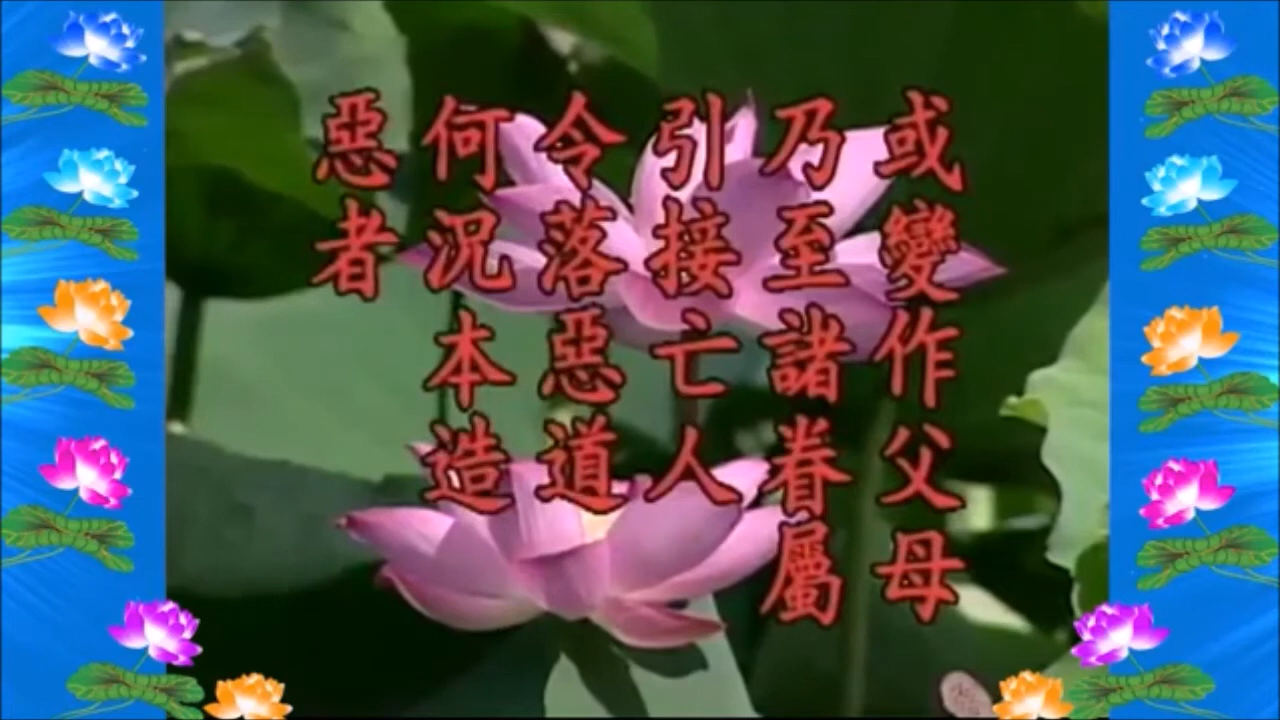 或變作父母
乃至諸眷屬
引接亡人
令落惡道
何況本造
惡者